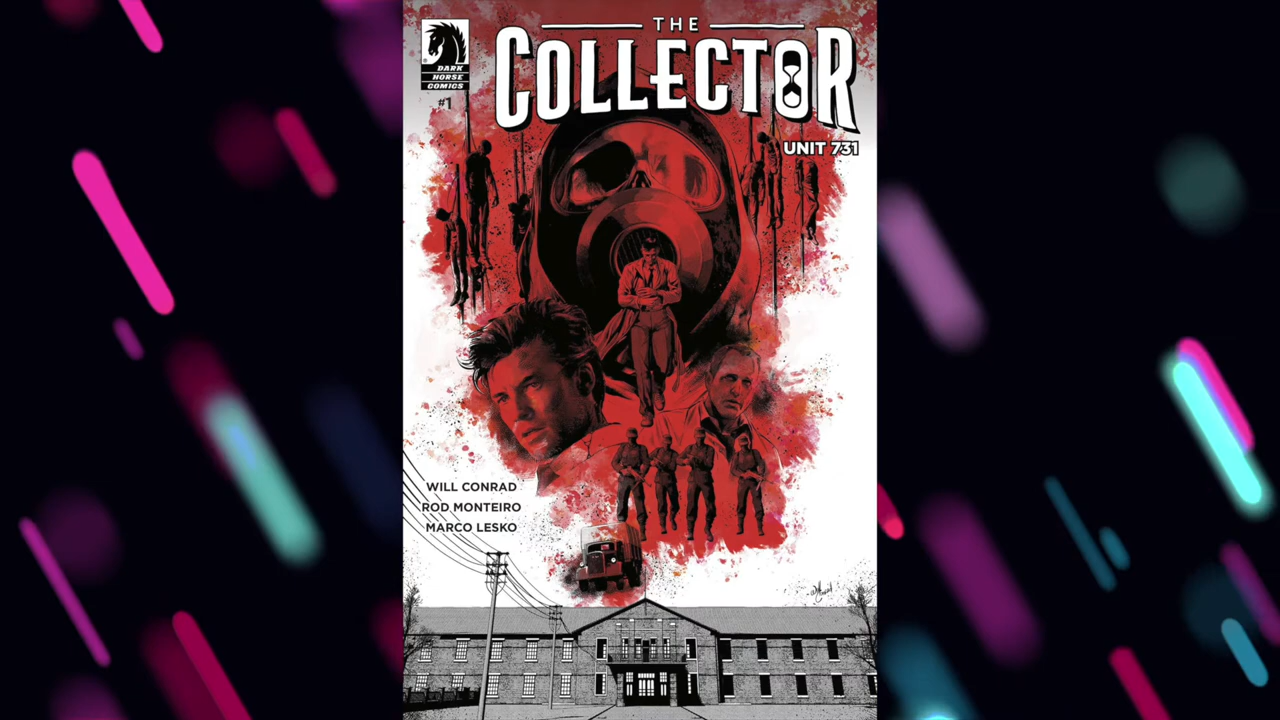 THE
COLLECTOR
DARK
HORSE
COMICS
#1
UNIT 731
WILL CONRAD
ROD MONTEIRO
MARCO LESKO